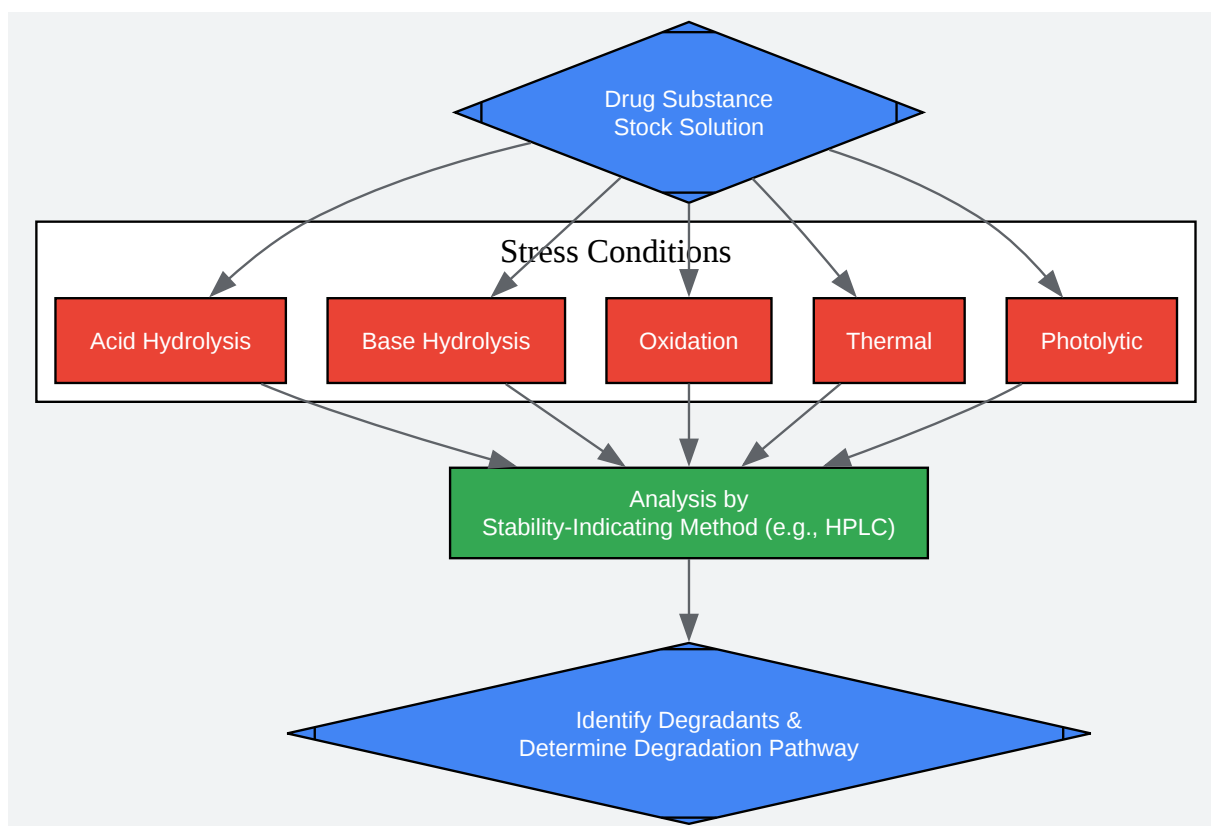 Drug Substance
Stock Solution
Stress Conditions
Acid Hydrolysis
Base Hydrolysis
Oxidation
Thermal
Photolytic
Analysis by
Stability-Indicating Method (e.g., HPLC)
Identify Degradants &
Determine Degradation Pathway